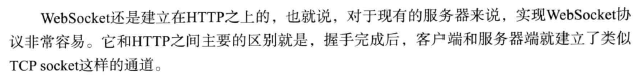 WebSocket还是建立在HTTP之上的，也就说，对于现有的服务器来说，实现WebSocket协
议非常容易。它和HTTP之间主要的区别就是，握手完成后，客户端和服务器端就建立了类似
TCP socket这样的通道。